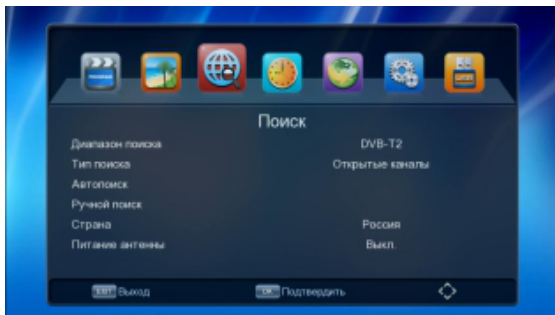 Поиск
Диапазон поиска DVB-T2
Тип поиска Открытые каналы
Автопоиск
Ручной поиск
Страна Россия
Питание антенны Выкл.
EXIT Выход OK Подтвердить